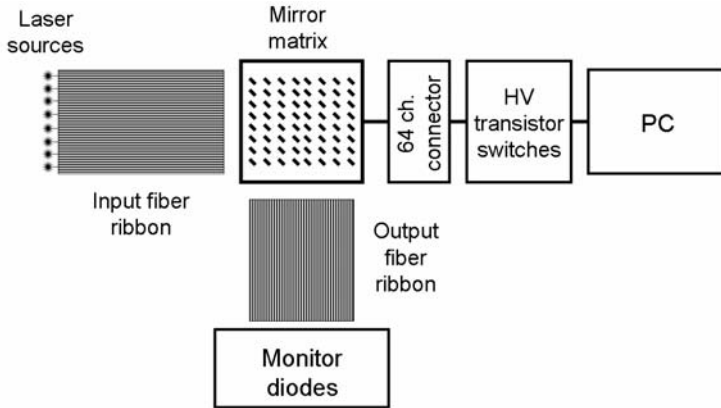 Laser
sources
Mirror
matrix
64 ch.
connector
HV
transistor
switches
PC
Input fiber
ribbon
Output
fiber
ribbon
Monitor
diodes